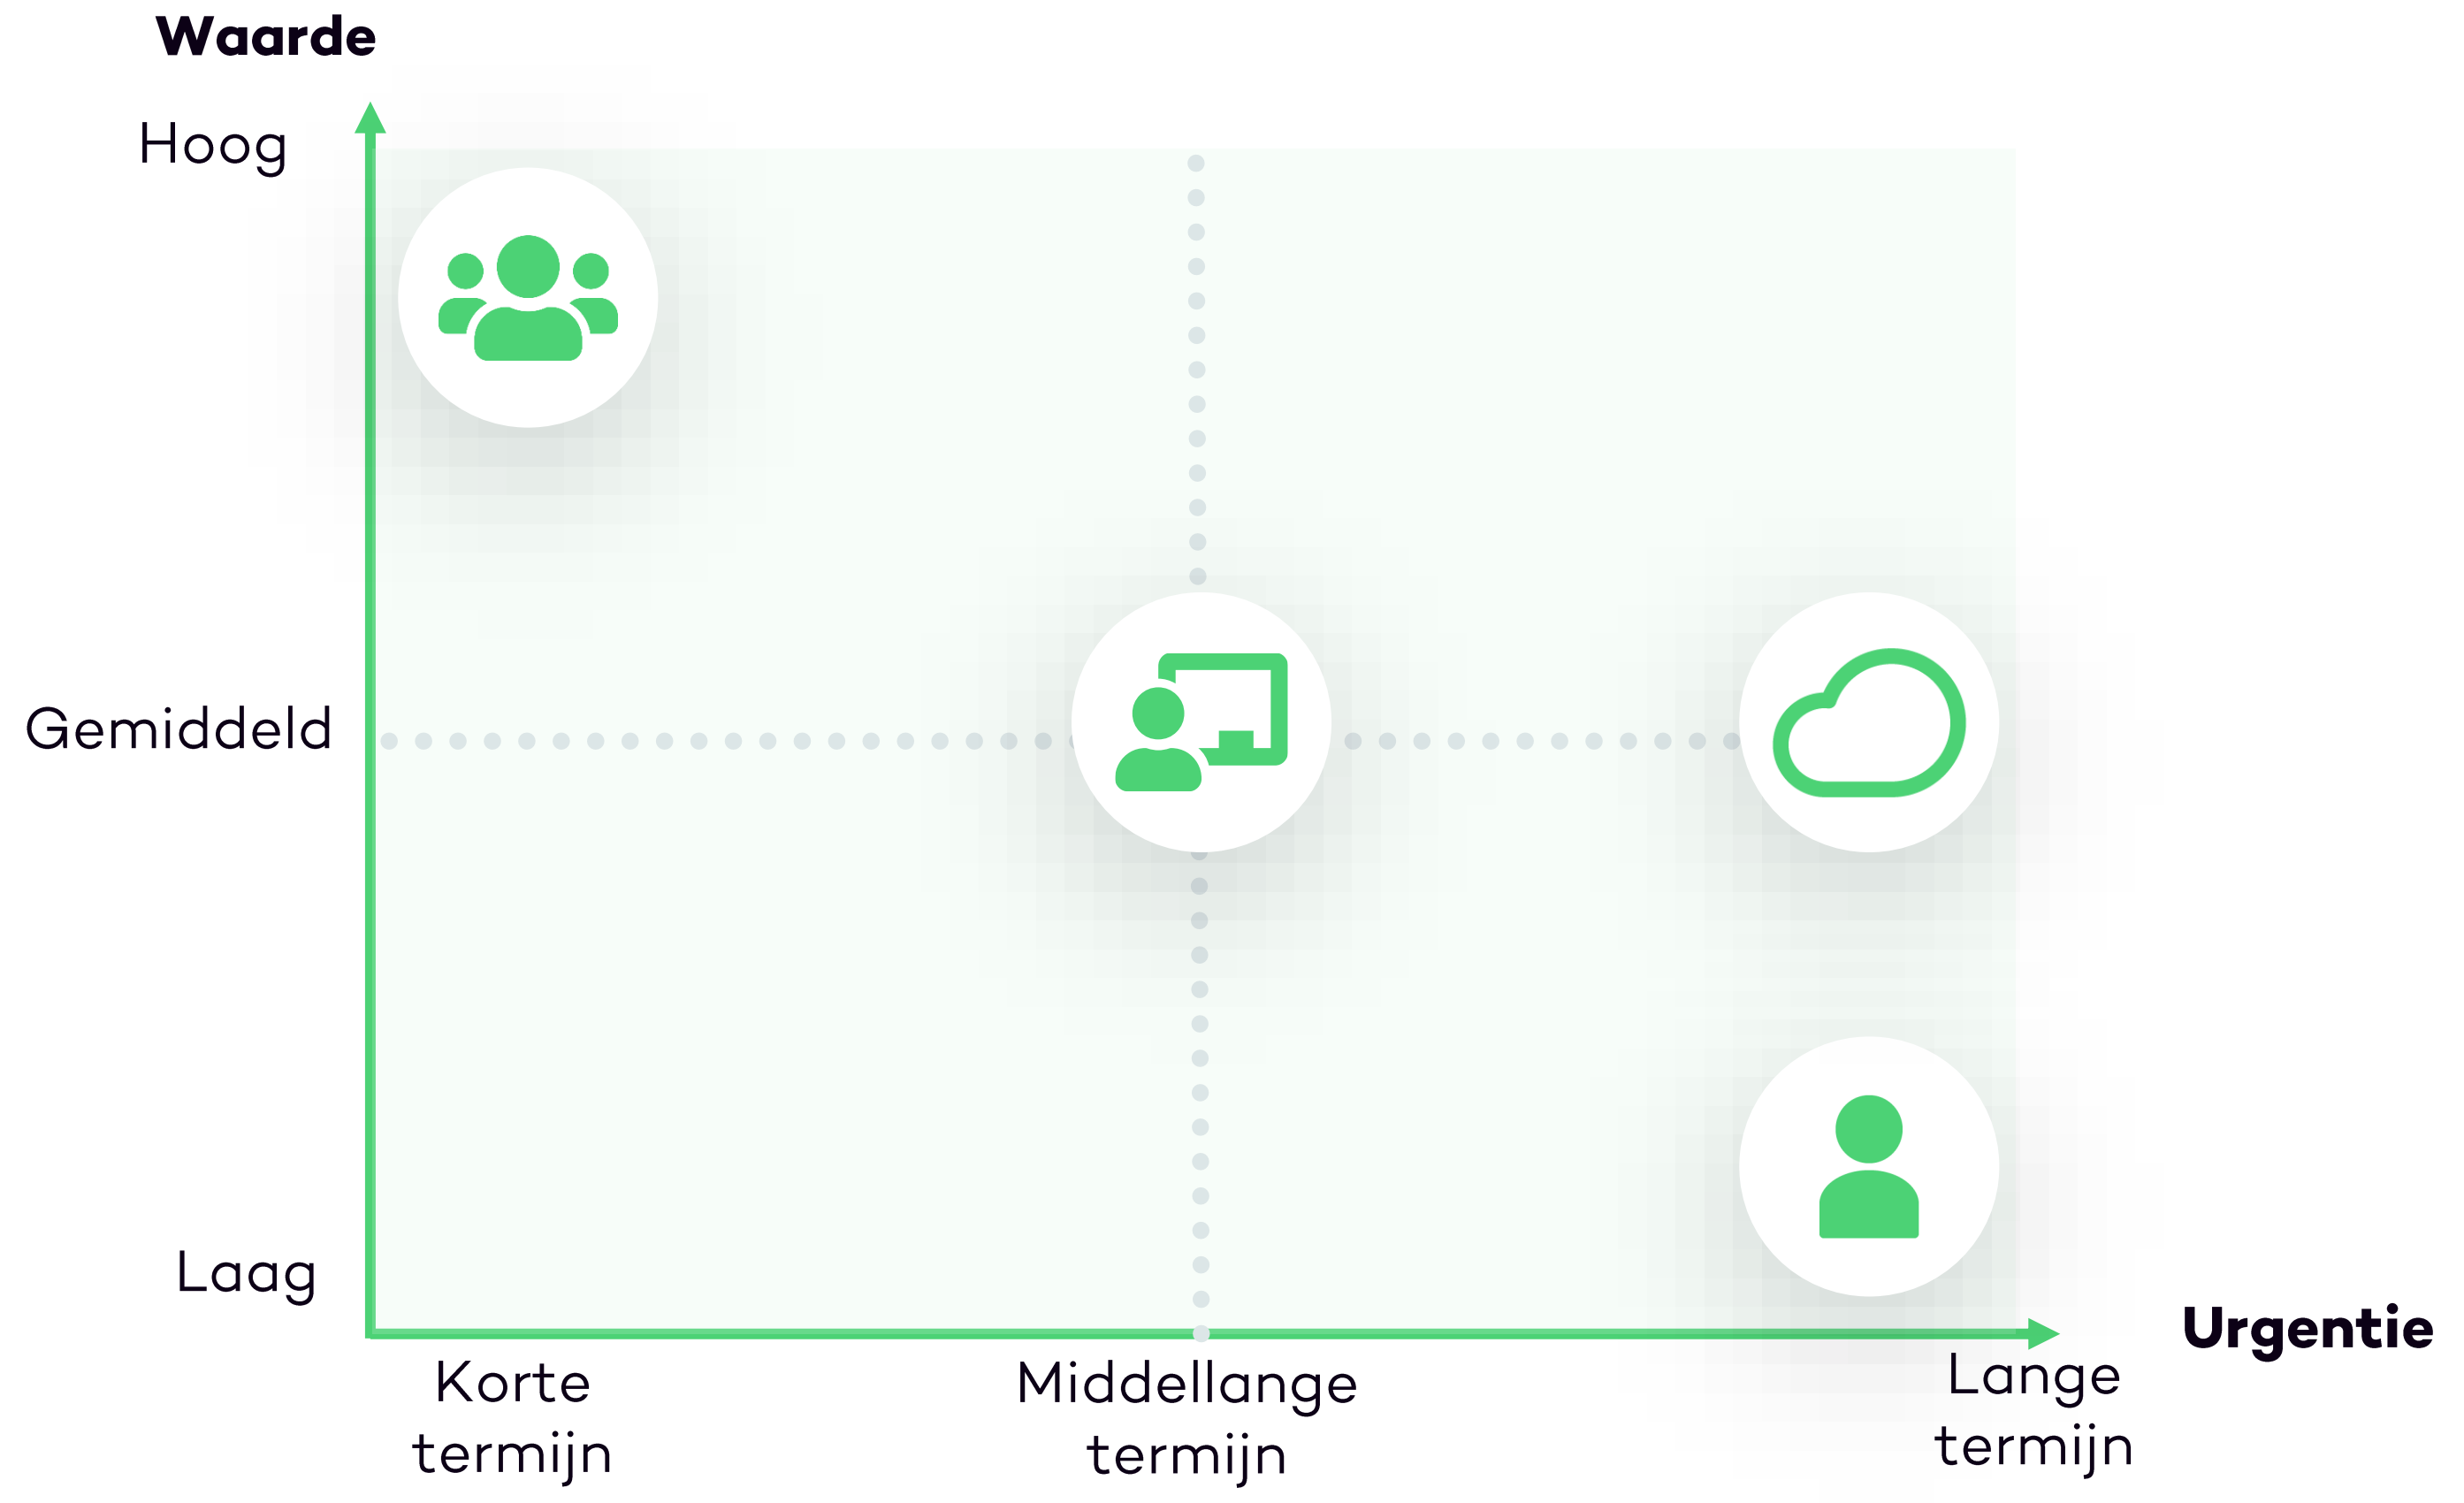 Waarde
Hoog
Gemiddeld
Laag
Urgentie
Korte
termijn
Middellange
termijn
Lange
termijn